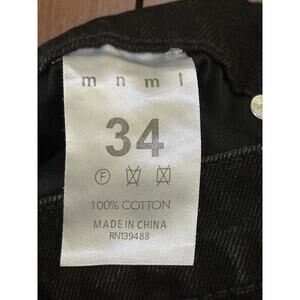 mnml
34
F
100% COTTON
MADE IN CHINA
RN139488